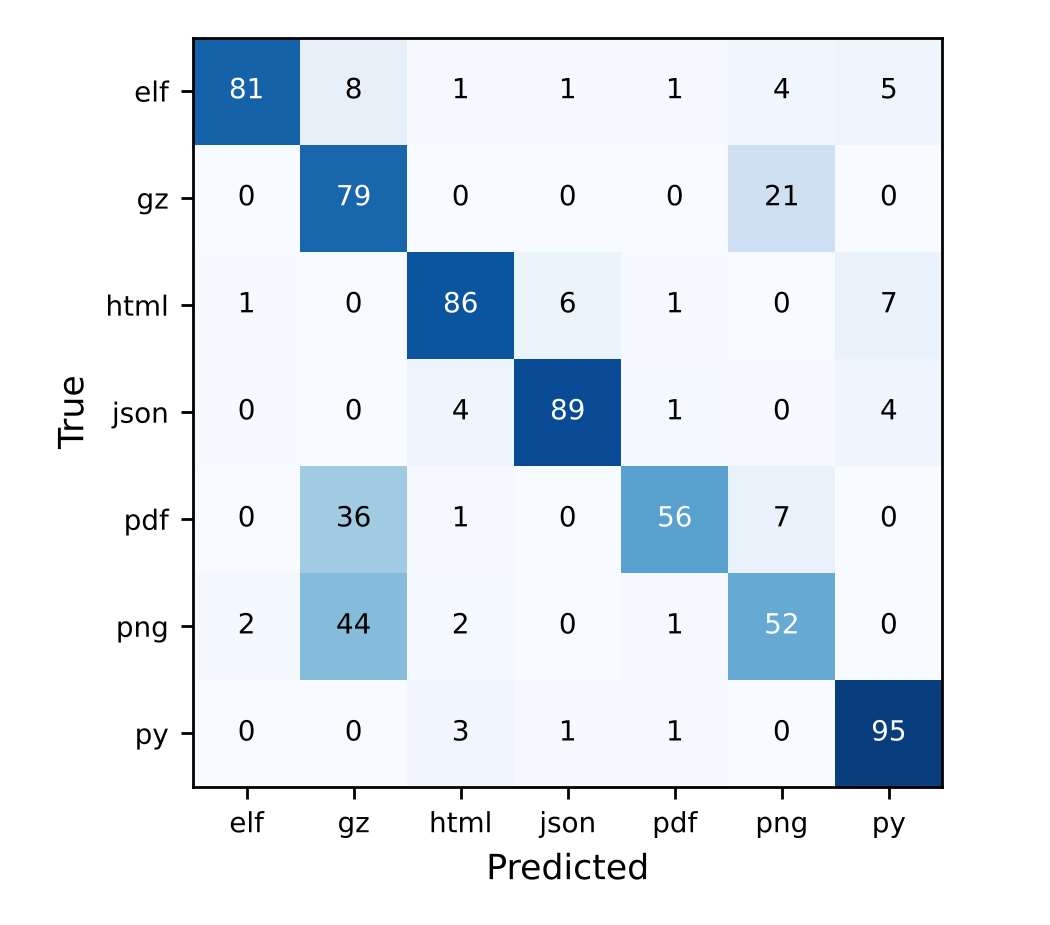 elf 81 8 1 1 1 4 5
gz 0 79 0 0 0 21 0
html 1 0 86 6 1 0 7
json 0 0 4 89 1 0 4
pdf 0 36 1 0 56 7 0
png 2 44 2 0 1 52 0
py 0 0 3 1 1 0 95
True
elf gz html json pdf png py
Predicted